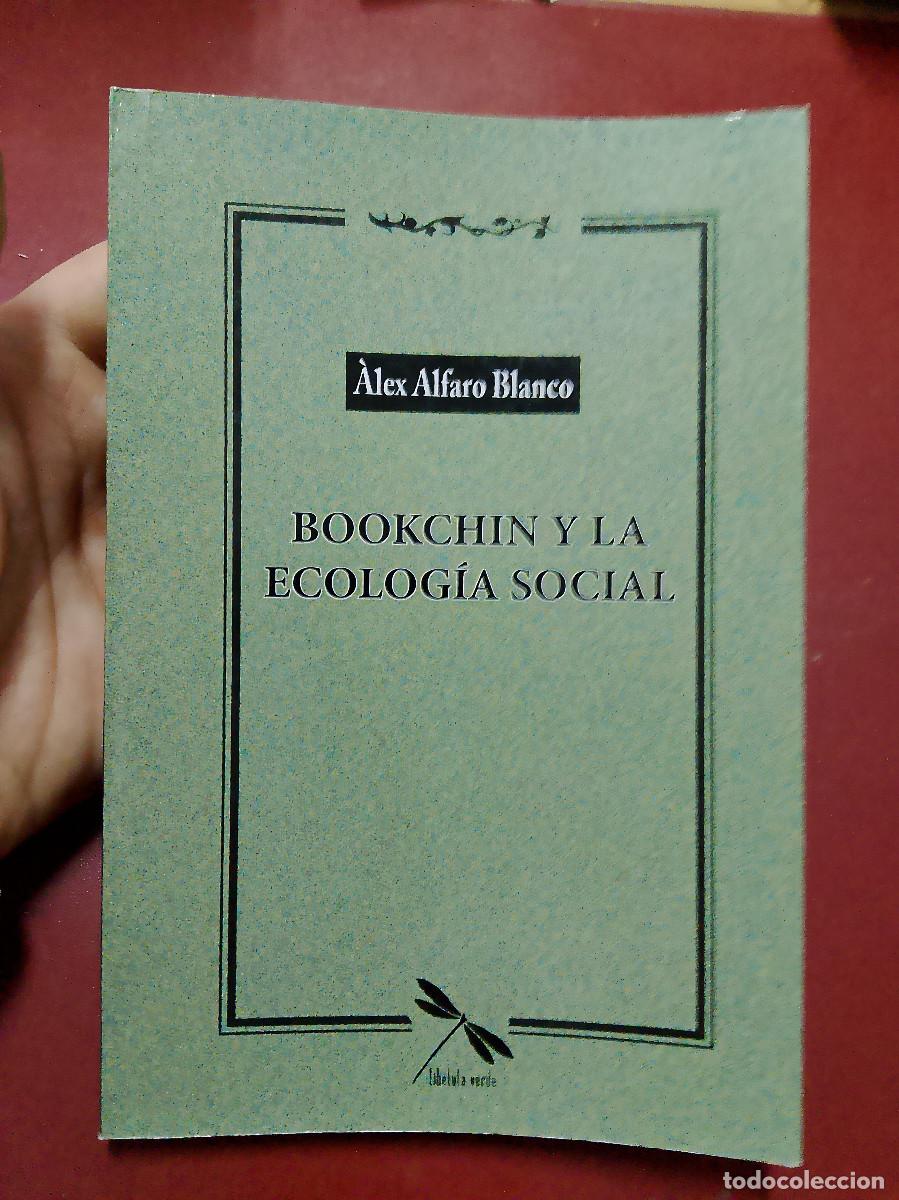 Àlex Alfaro Blanco
BOOKCHIN Y LA
ECOLOGÍA SOCIAL
libélula verde
todocoleccion